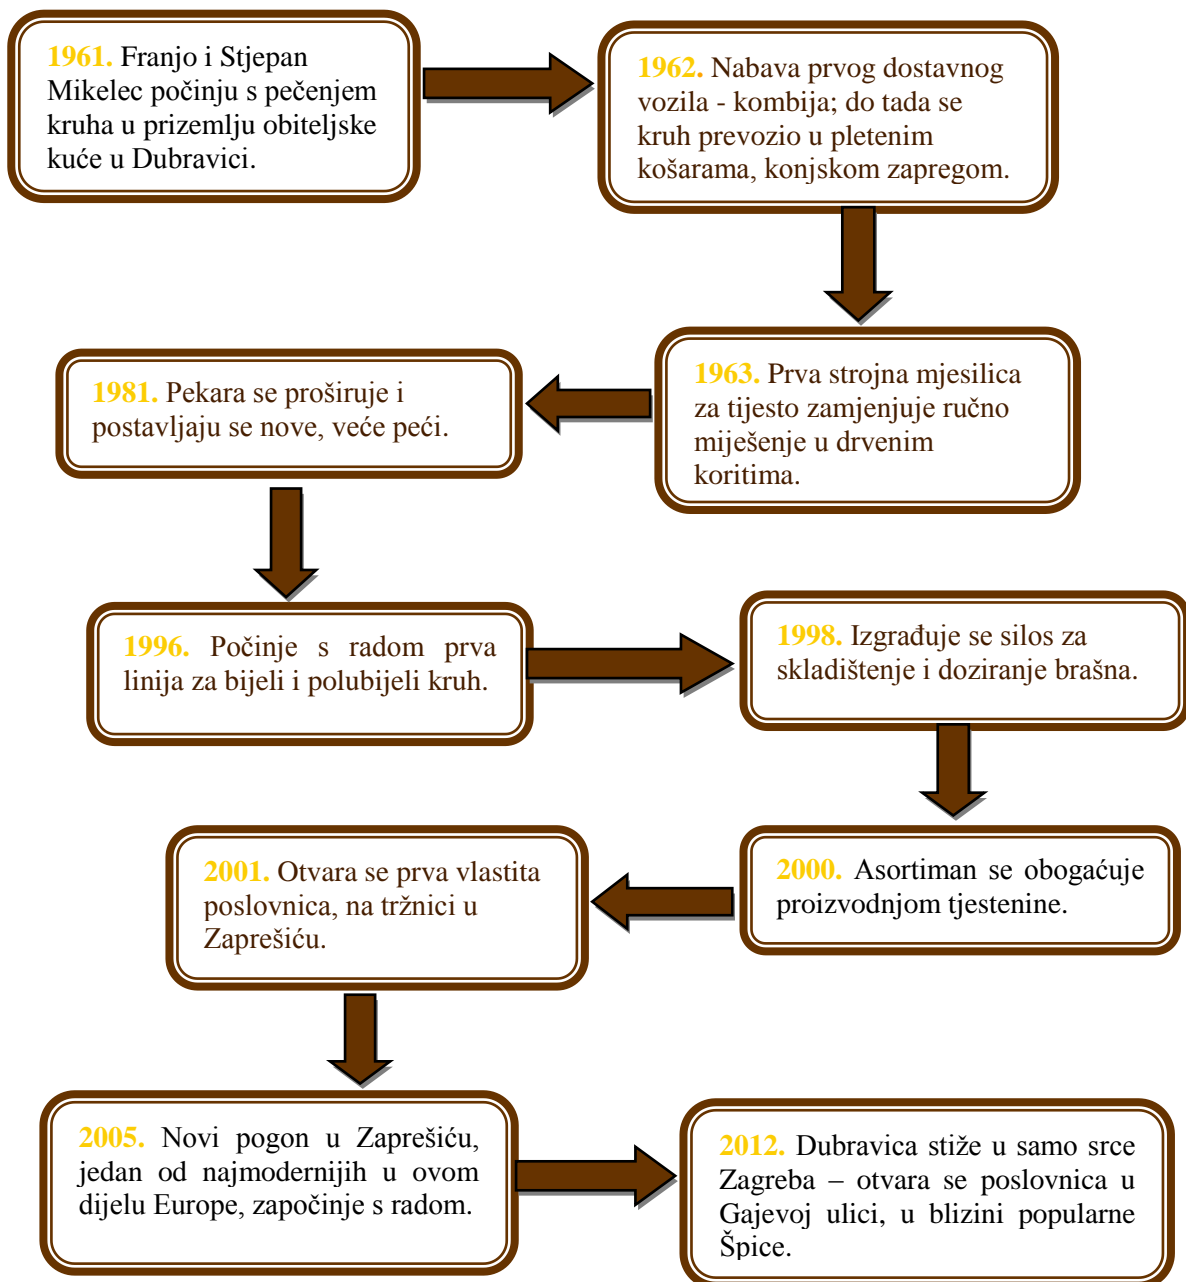 1961. Franjo i Stjepan
Mikelec počinju s pečenjem
kruha u prizemlju obiteljske
kuće u Dubravici.
1962. Nabava prvog dostavnog
vozila - kombija; do tada se
kruh prevozio u pletenim
košarama, konjskom zapregom.
1963. Prva strojna mjesilica
za tijesto zamjenjuje ručno
miješenje u drvenim
koritima.
1981. Pekara se proširuje i
postavljaju se nove, veće peći.
1996. Počinje s radom prva
linija za bijeli i polubijeli kruh.
1998. Izgrađuje se silos za
skladištenje i doziranje brašna.
2000. Asortiman se obogaćuje
proizvodnjom tjestenine.
2001. Otvara se prva vlastita
poslovnica, na tržnici u
Zaprešiću.
2005. Novi pogon u Zaprešiću,
jedan od najmodernijih u ovom
dijelu Europe, započinje s radom.
2012. Dubravica stiže u samo srce
Zagreba – otvara se poslovnica u
Gajevoj ulici, u blizini popularne
Špice.